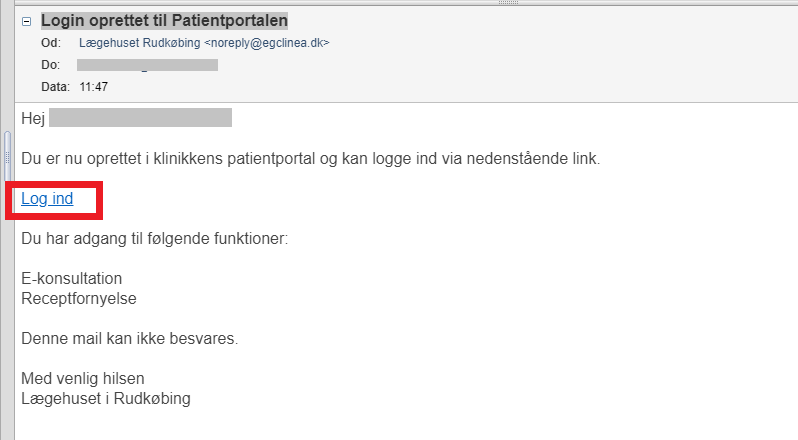 Login oprettet til Patientportalen
Od: Lægehuset Rudkøbing <noreply@egclinea.dk>
Do:
Data: 11:47
Hej
Du er nu oprettet i klinikkens patientportal og kan logge ind via nedenstående link.
Log ind
Du har adgang til følgende funktioner:
E-konsultation
Receptfornyelse
Denne mail kan ikke besvares.
Med venlig hilsen
Lægehuset i Rudkøbing